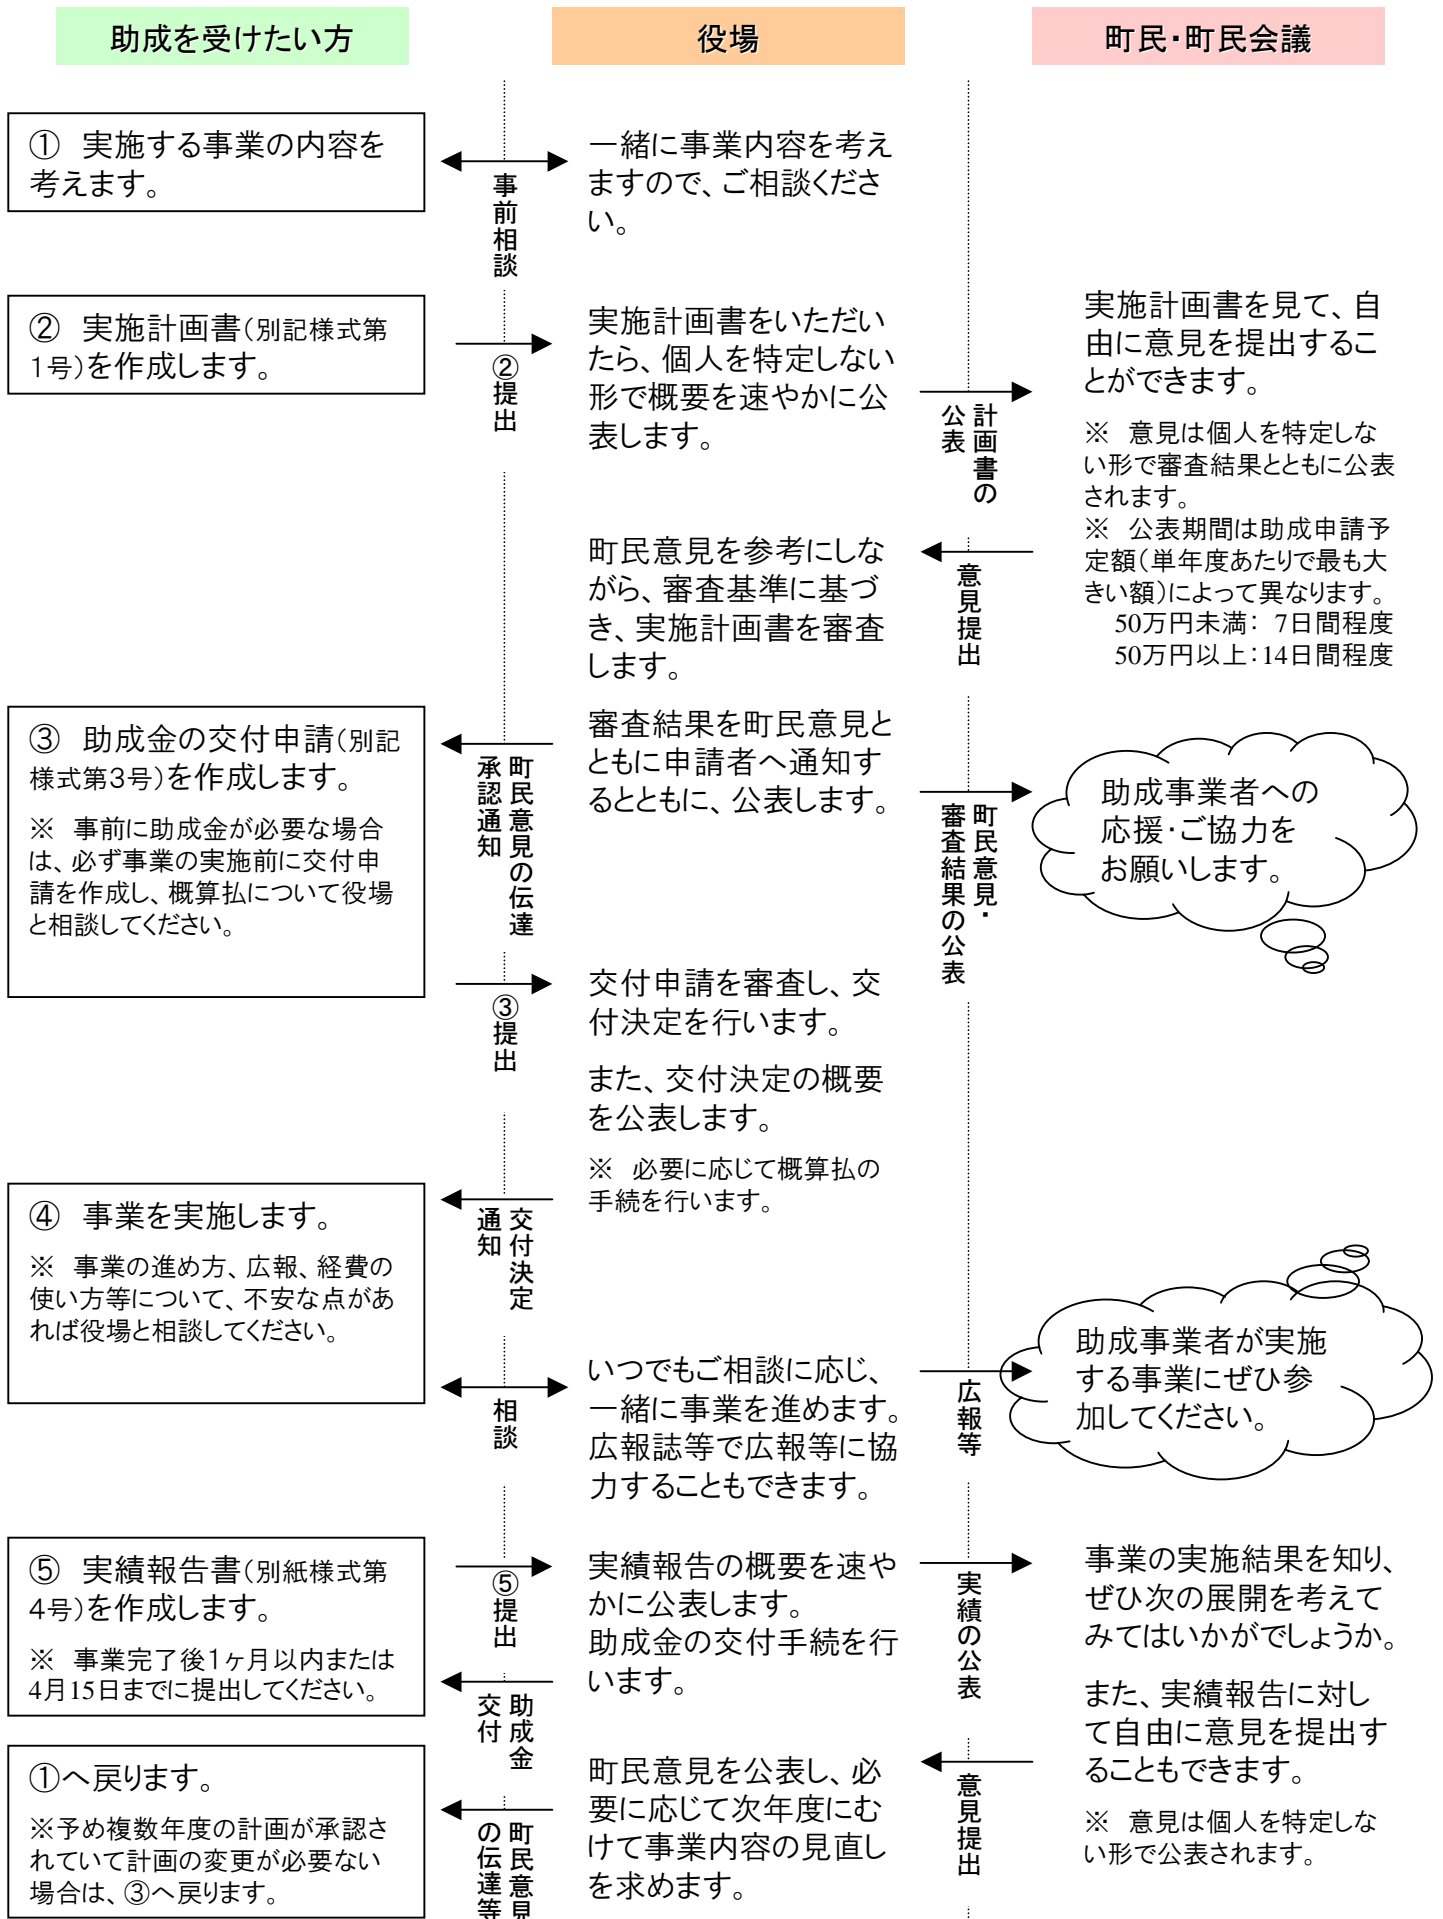 助成を受けたい方
役場
町民・町民会議
① 実施する事業の内容を
考えます。
事前相談
一緒に事業内容を考え
ますので、ご相談くださ
い。
② 実施計画書(別記様式第
1号)を作成します。
②提出
実施計画書をいただい
たら、個人を特定しない
形で概要を速やかに公
表します。
計画書の
公表
実施計画書を見て、自
由に意見を提出するこ
とができます。
※ 意見は個人を特定しな
い形で審査結果とともに公表
されます。
※ 公表期間は助成申請予
定額(単年度あたりで最も大
きい額)によって異なります。
50万円未満: 7日間程度
50万円以上:14日間程度
意見提出
町民意見を参考にしな
がら、審査基準に基づ
き、実施計画書を審査
します。
③ 助成金の交付申請(別記
様式第3号)を作成します。
※ 事前に助成金が必要な場合
は、必ず事業の実施前に交付申
請を作成し、概算払について役場
と相談してください。
町民意見の伝達
承認通知
審査結果を町民意見と
ともに申請者へ通知す
るとともに、公表します。
町民意見・
審査結果の公表
助成事業者への
応援・ご協力を
お願いします。
③提出
交付申請を審査し、交
付決定を行います。
また、交付決定の概要
を公表します。
※ 必要に応じて概算払の
手続を行います。
交付決定
通知
④ 事業を実施します。
※ 事業の進め方、広報、経費の
使い方等について、不安な点があ
れば役場と相談してください。
相談
いつでもご相談に応じ、
一緒に事業を進めます。
広報誌等で広報等に協
力することもできます。
広報等
助成事業者が実施
する事業にぜひ参
加してください。
⑤ 実績報告書(別紙様式第
4号)を作成します。
※ 事業完了後1ヶ月以内または
4月15日までに提出してください。
⑤提出
実績報告の概要を速や
かに公表します。
助成金の交付手続を行
います。
助成金
交付
実績の公表
事業の実施結果を知り、
ぜひ次の展開を考えて
みてはいかがでしょうか。
また、実績報告に対し
て自由に意見を提出す
ることもできます。
※ 意見は個人を特定しな
い形で公表されます。
意見提出
①へ戻ります。
※予め複数年度の計画が承認さ
れていて計画の変更が必要ない
場合は、③へ戻ります。
町民意見
の伝達等
町民意見を公表し、必
要に応じて次年度にむ
けて事業内容の見直し
を求めます。